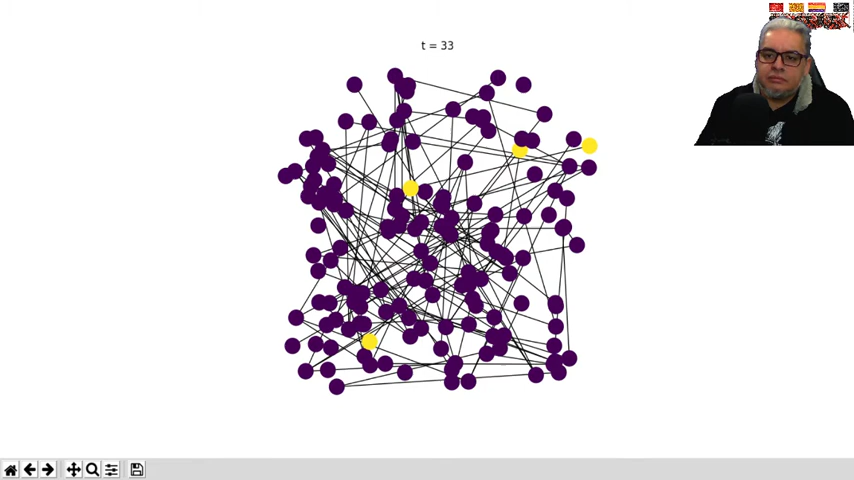 t = 33